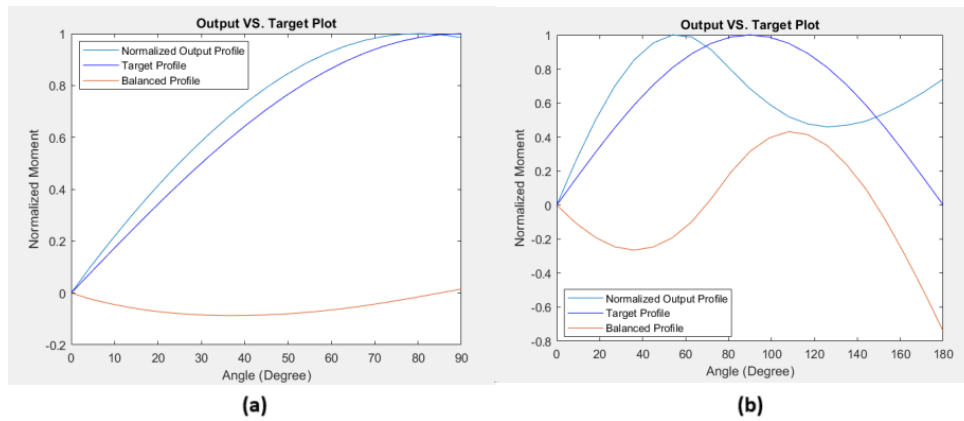 Output VS. Target Plot
Normalized Output Profile
Target Profile
Balanced Profile
Normalized Moment
1
0.8
0.6
0.4
0.2
0
-0.2
0 10 20 30 40 50 60 70 80 90
Angle (Degree)
(a)
Output VS. Target Plot
Normalized Moment
1
0.8
0.6
0.4
0.2
0
-0.2
-0.4
-0.6
-0.8
Normalized Output Profile
Target Profile
Balanced Profile
0 20 40 60 80 100 120 140 160 180
Angle (Degree)
(b)